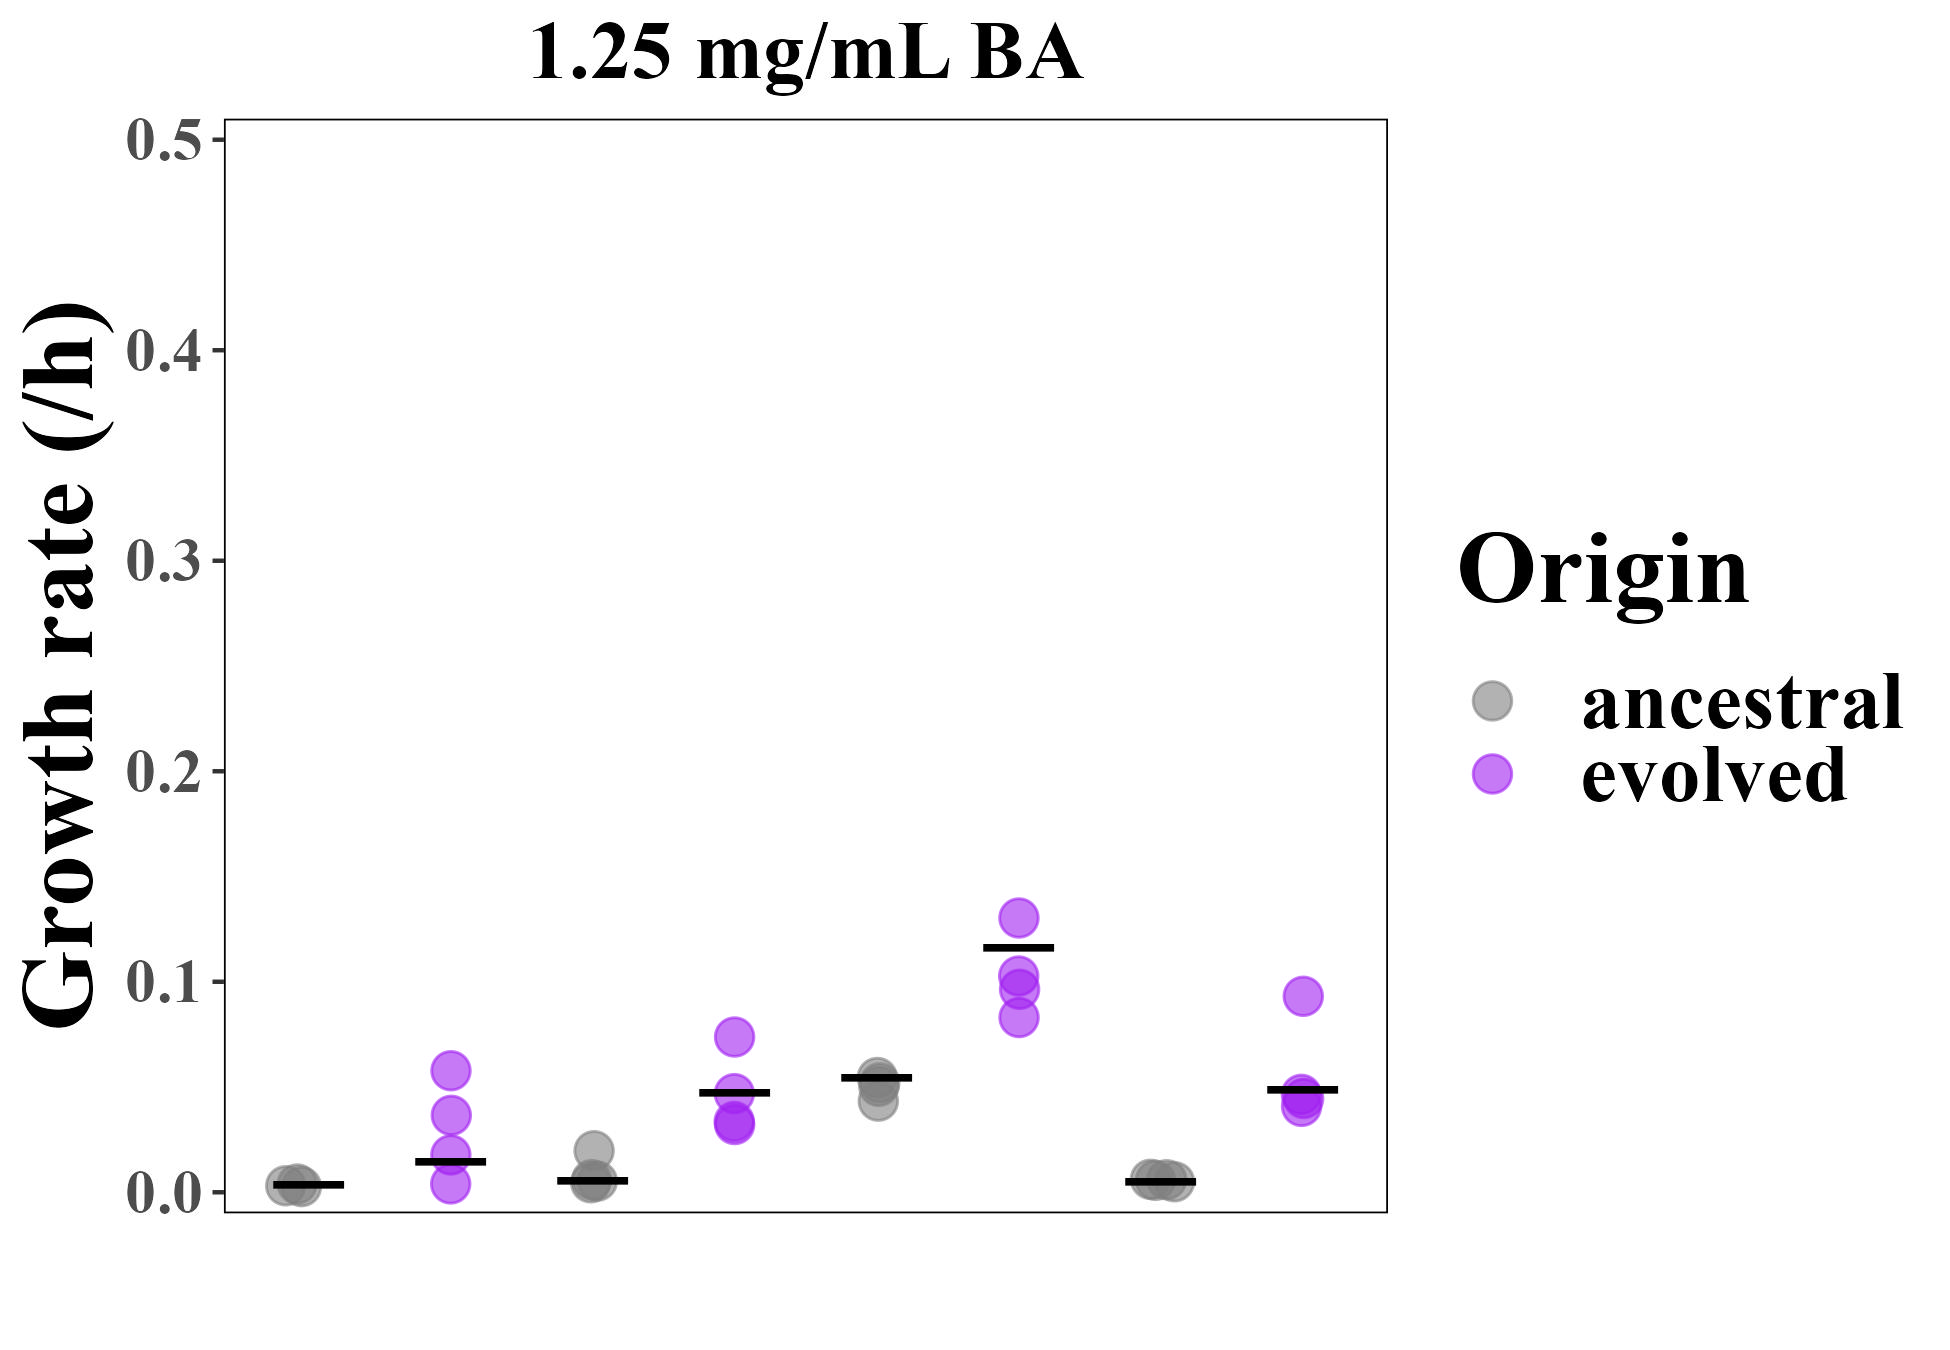 1.25 mg/mL BA
Growth rate (/h)
0.5
0.4
0.3
0.2
0.1
0.0
Origin
ancestral
evolved